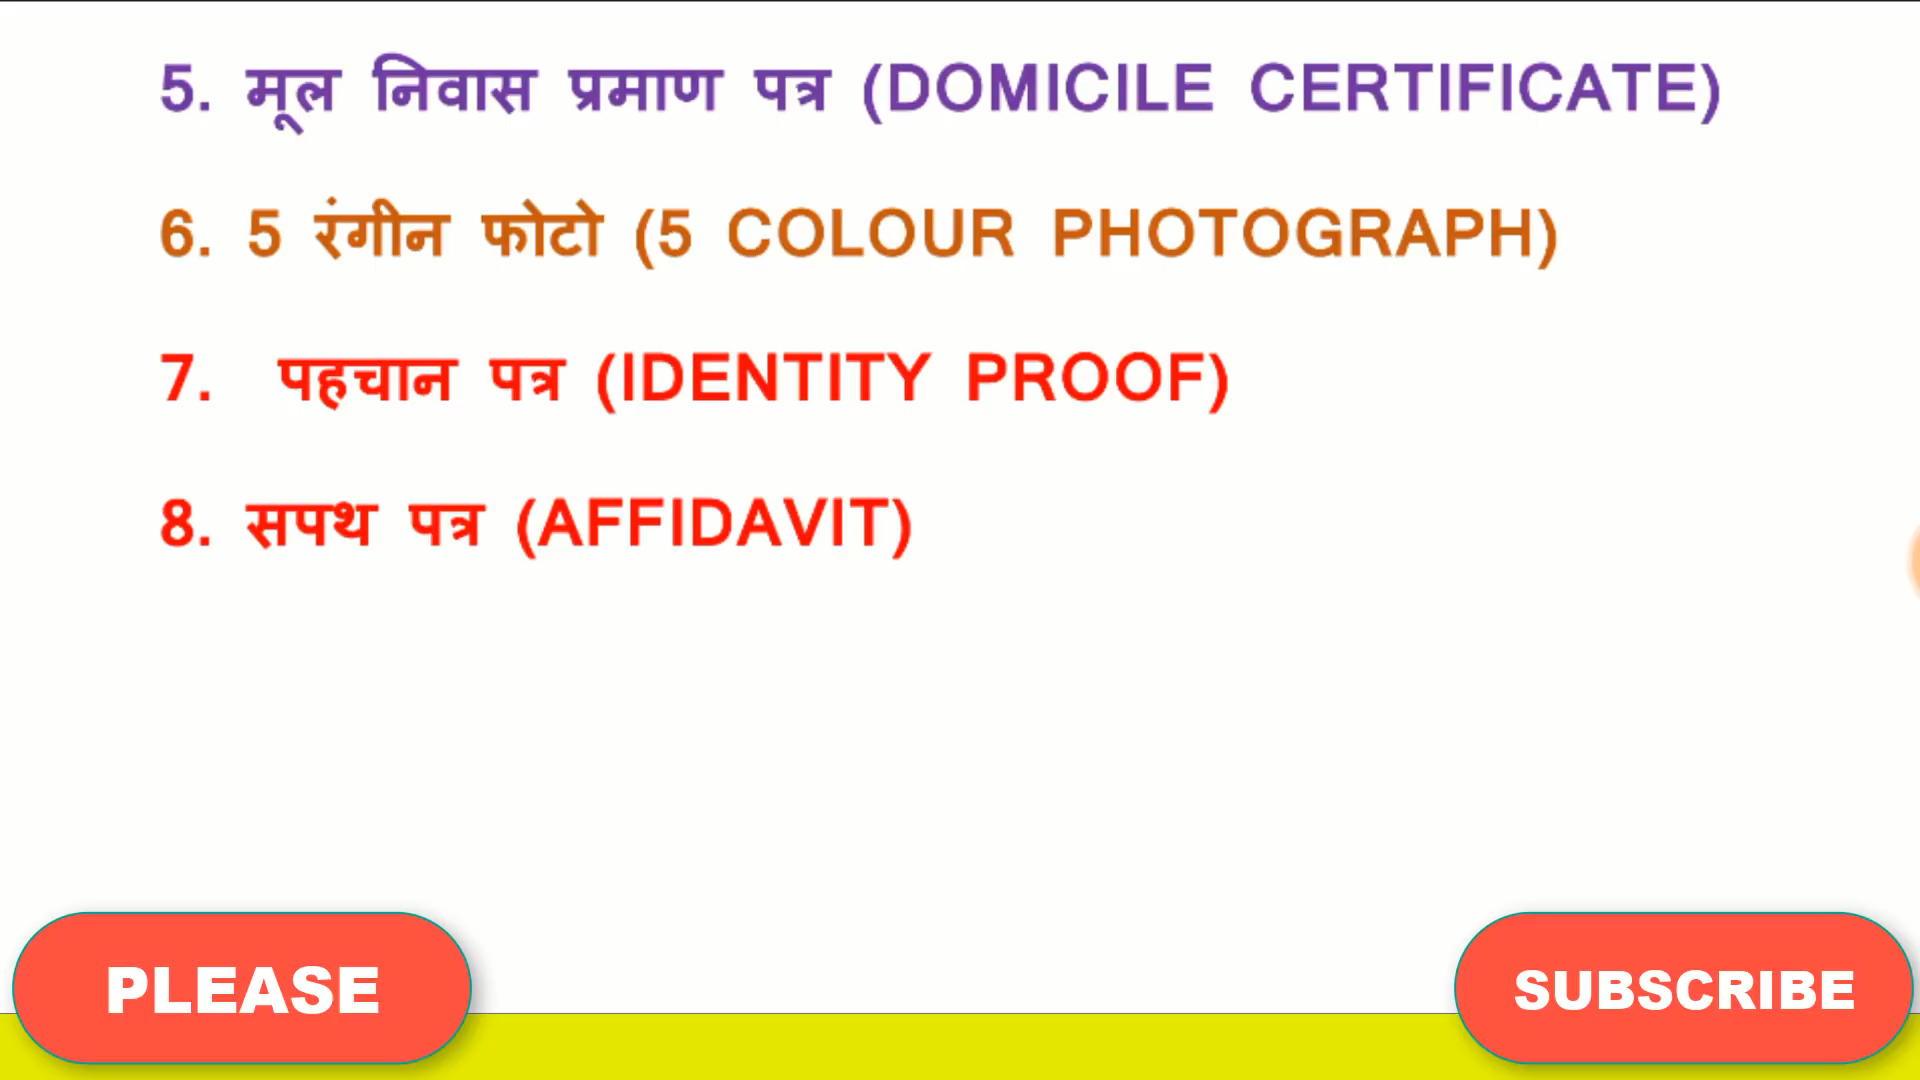 5. मूल निवास प्रमाण पत्र (DOMICILE CERTIFICATE)
6. 5 रंगीन फोटो (5 COLOUR PHOTOGRAPH)
7. पहचान पत्र (IDENTITY PROOF)
8. सपथ पत्र (AFFIDAVIT)
PLEASE
SUBSCRIBE